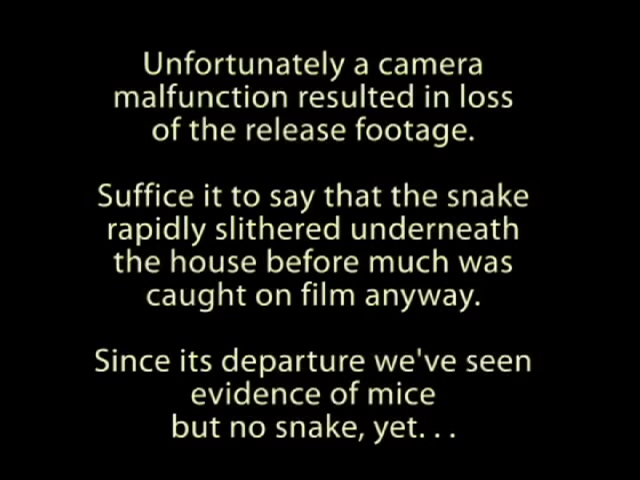 Unfortunately a camera
malfunction resulted in loss
of the release footage.
Suffice it to say that the snake
rapidly slithered underneath
the house before much was
caught on film anyway.
Since its departure we've seen
evidence of mice
but no snake, yet. . .